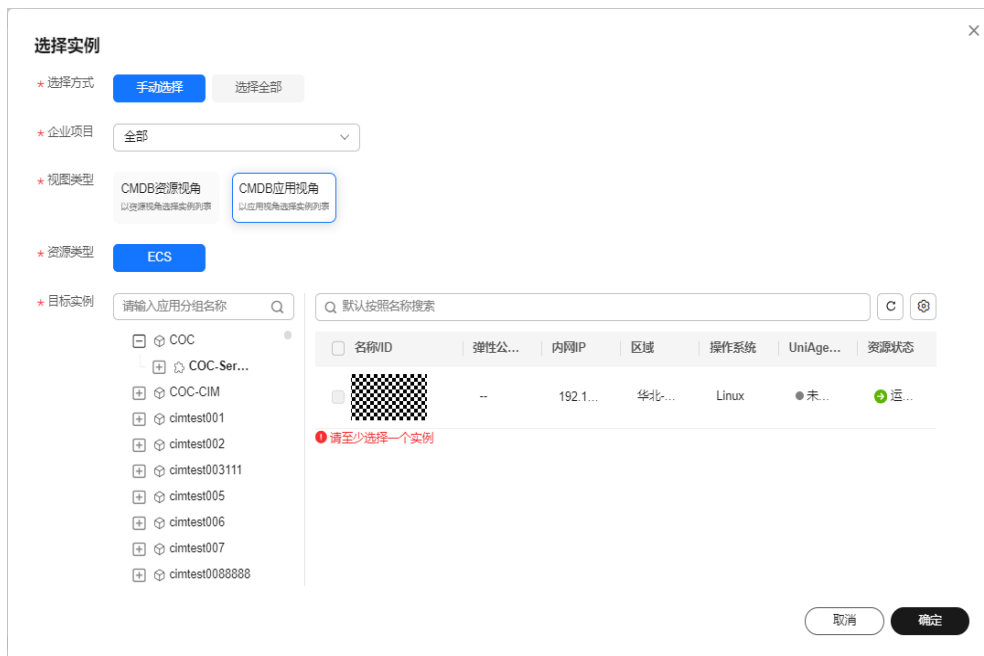 选择实例
* 选择方式
手动选择
选择全部
* 企业项目
全部
* 视图类型
CMDB资源视角
以资源视角选择实例列表
CMDB应用视角
以应用视角选择实例列表
* 资源类型
ECS
* 目标实例
请输入应用分组名称
COC
COC-Ser...
COC-CIM
cimtest001
cimtest002
cimtest003111
cimtest005
cimtest006
cimtest007
cimtest0088888
默认按照名称搜索
名称/ID 弹性公... 内网IP 区域 操作系统 UniAge... 资源状态
-- 192.1... 华北-... Linux 未... 运...
请至少选择一个实例
取消
确定